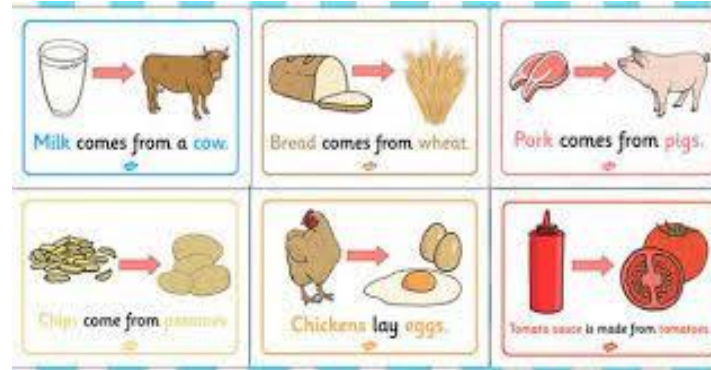 Milk comes from a cow.
Bread comes from wheat.
Pork comes from pigs.
Chips come from potatoes
Chickens lay eggs.
Tomato sauce is made from tomatoes.